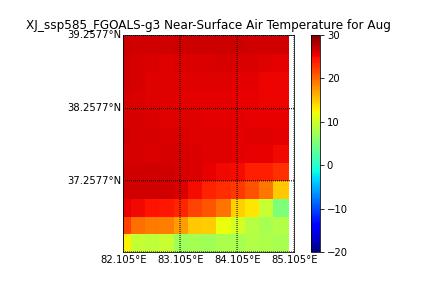 XJ_ssp585_FGOALS-g3 Near-Surface Air Temperature for Aug
39.2577°N
38.2577°N
37.2577°N
82.105°E 83.105°E 84.105°E 85.105°E
30
20
10
0
−10
−20